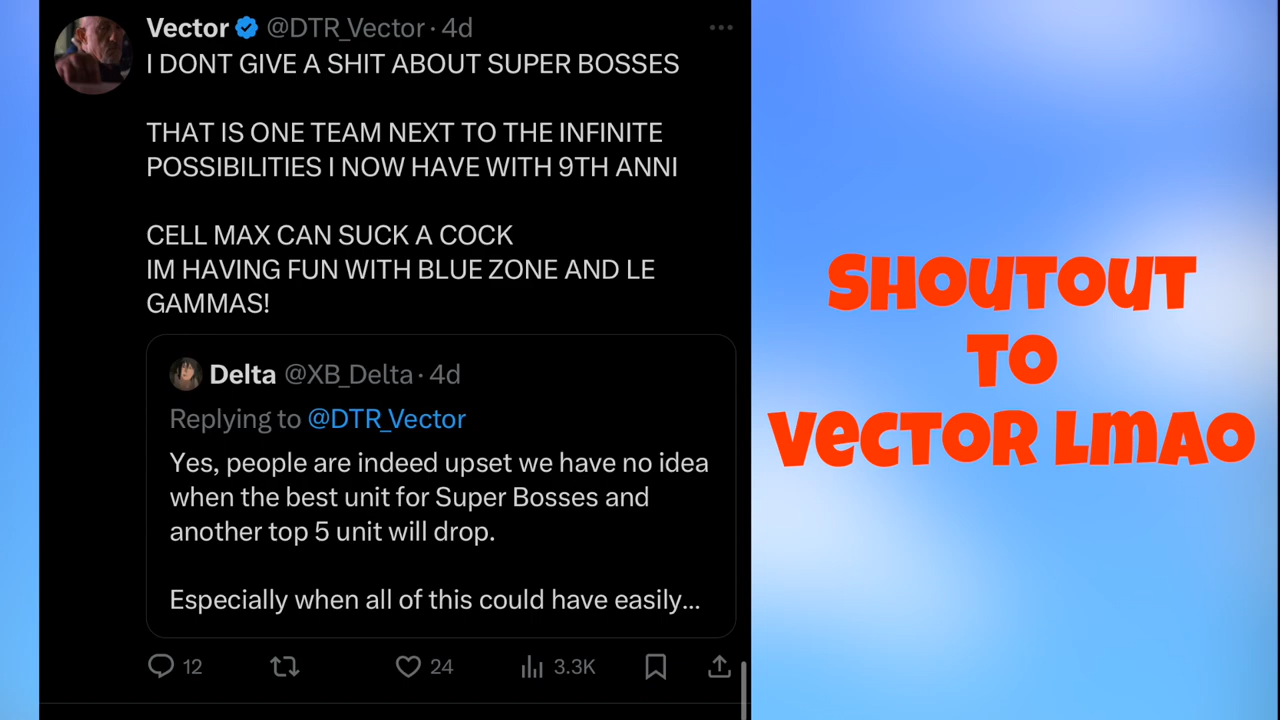 Vector @DTR_Vector · 4d
I DONT GIVE A SHIT ABOUT SUPER BOSSES
THAT IS ONE TEAM NEXT TO THE INFINITE
POSSIBILITIES I NOW HAVE WITH 9TH ANNI
CELL MAX CAN SUCK A COCK
IM HAVING FUN WITH BLUE ZONE AND LE
GAMMAS!
Delta @XB_Delta · 4d
Replying to @DTR_Vector
Yes, people are indeed upset we have no idea
when the best unit for Super Bosses and
another top 5 unit will drop.
Especially when all of this could have easily...
12 24 3.3K
SHOUTOUT
TO
VECTOR LMAO